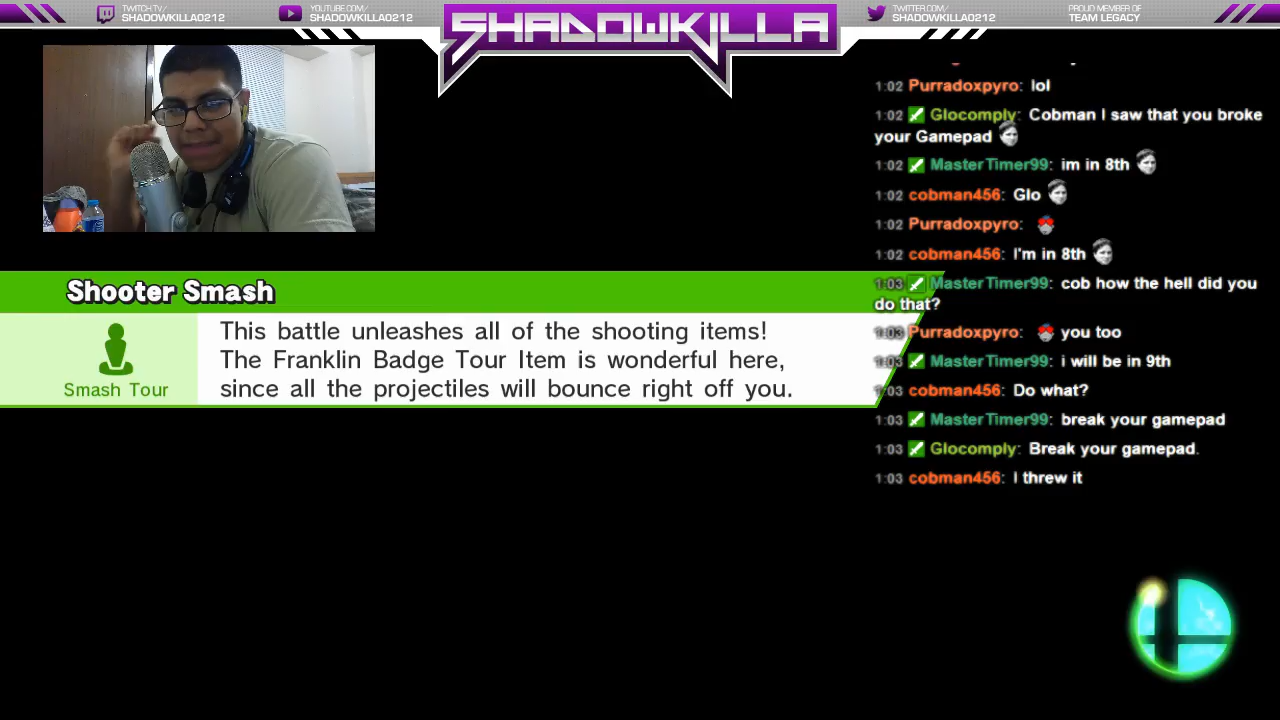 TWITCH.TV/
SHADOWKILLA0212
YOUTUBE.COM/
SHADOWKILLA0212
SHADOWKILLA
TWITTER.COM/
SHADOWKILLA0212
PROUD MEMBER OF
TEAM LEGACY
1:02 Purradoxpyro: lol
1:02 Glocomply: Cobman I saw that you broke
your Gamepad
1:02 MasterTimer99: im in 8th
1:02 cobman456: Glo
1:02 Purradoxpyro:
1:02 cobman456: I'm in 8th
1:03 MasterTimer99: cob how the hell did you
do that?
1:03 Purradoxpyro: you too
1:03 MasterTimer99: i will be in 9th
1:03 cobman456: Do what?
1:03 MasterTimer99: break your gamepad
1:03 Glocomply: Break your gamepad.
1:03 cobman456: I threw it
Shooter Smash
Smash Tour
This battle unleashes all of the shooting items!
The Franklin Badge Tour Item is wonderful here,
since all the projectiles will bounce right off you.